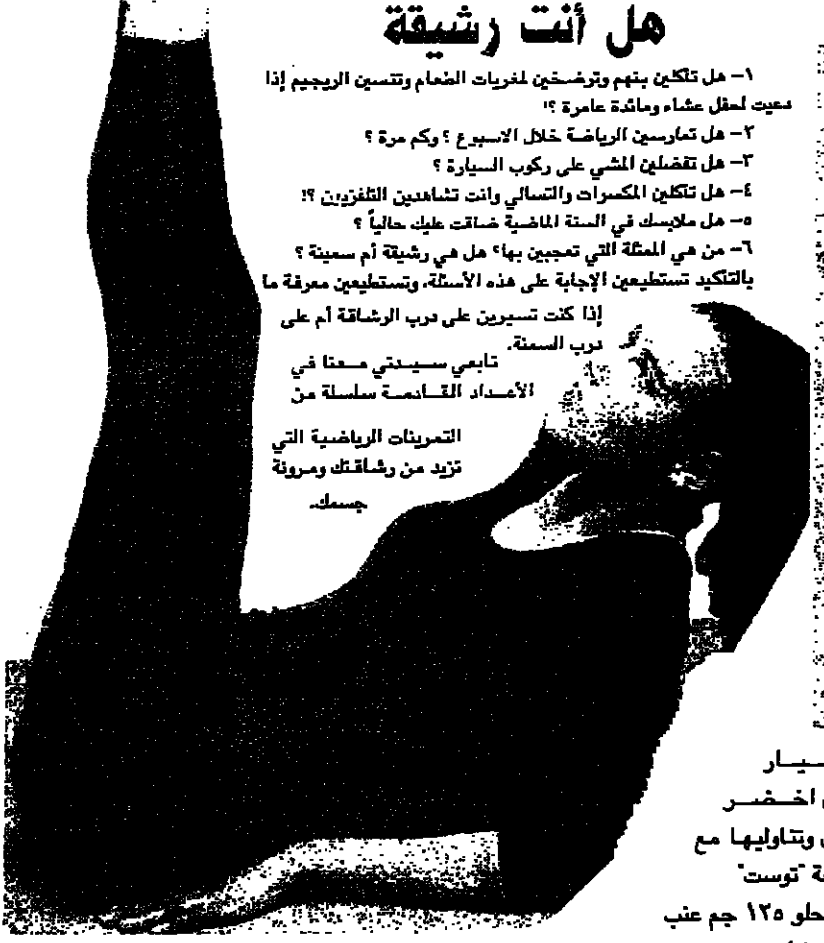 هل أنت رشيقة
١– هل تأكلين بنهم وترضخين لمغريات الطعام وتنسين الريجيم إذا
دعيت لحفل عشاء ومائدة عامرة ؟!
٢– هل تمارسين الرياضة خلال الاسبوع ؟ وكم مرة ؟
٣– هل تفضلين المشي على ركوب السيارة ؟
٤– هل تأكلين المكسرات والتسالي وانت تشاهدين التلفزيون ؟!
٥– هل ملابسك في السنة الماضية ضاقت عليك حالياً ؟
٦– من هي الممثلة التي تعجبين بها؟ هل هي رشيقة أم سمينة ؟
بالتأكيد تستطيعين الإجابة على هذه الأسئلة، وتستطيعين معرفة ما
إذا كنت تسيرين على درب الرشاقة أم على
درب السمنة.
تابعي سيدتي معنا في
الأعداد القادمة سلسلة من
التمرينات الرياضية التي
تزيد من رشاقتك ومرونة
جسمك.
اخضر
وتناوليها مع
"توست"
حلو ١٢٥ جم عنب